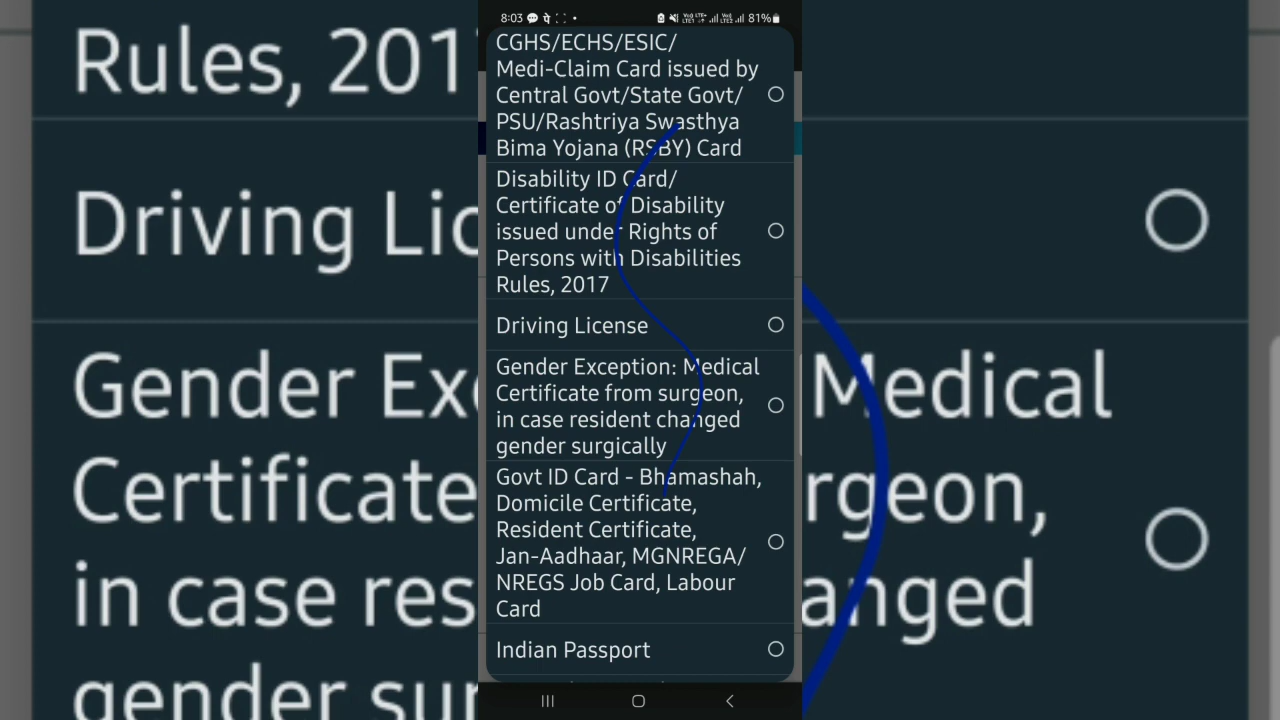 8:03
81%
CGHS/ECHS/ESIC/
Medi-Claim Card issued by
Central Govt/State Govt/
PSU/Rashtriya Swasthya
Bima Yojana (RSBY) Card
Disability ID Card/
Certificate of Disability
issued under Rights of
Persons with Disabilities
Rules, 2017
Driving License
Gender Exception: Medical
Certificate from surgeon,
in case resident changed
gender surgically
Govt ID Card - Bhamashah,
Domicile Certificate,
Resident Certificate,
Jan-Aadhaar, MGNREGA/
NREGS Job Card, Labour
Card
Indian Passport
Rules, 201
Driving Lic
Gender Ex
Medical
Certificate
rgeon,
in case res
anged
gender sur